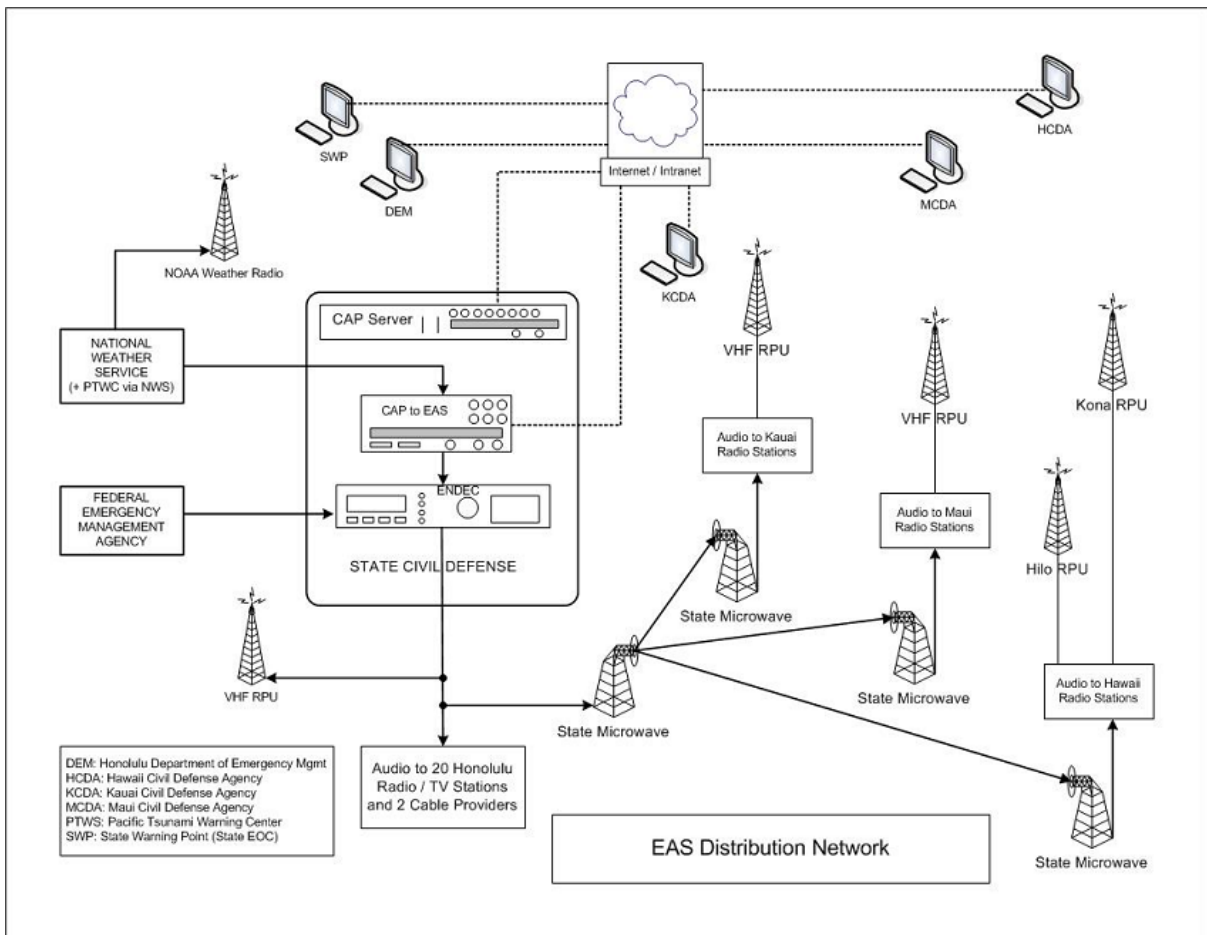 SWP
DEM
Internet / Intranet
HCDA
MCDA
KCDA
NOAA Weather Radio
NATIONAL
WEATHER
SERVICE
(+ PTWC via NWS)
FEDERAL
EMERGENCY
MANAGEMENT
AGENCY
CAP Server
CAP to EAS
ENDEC
STATE CIVIL DEFENSE
VHF RPU
Audio to Kauai
Radio Stations
State Microwave
VHF RPU
Audio to Maui
Radio Stations
State Microwave
Kona RPU
Hilo RPU
Audio to Hawaii
Radio Stations
State Microwave
VHF RPU
State Microwave
Audio to 20 Honolulu
Radio / TV Stations
and 2 Cable Providers
DEM: Honolulu Department of Emergency Mgmt
HCDA: Hawaii Civil Defense Agency
KCDA: Kauai Civil Defense Agency
MCDA: Maui Civil Defense Agency
PTWS: Pacific Tsunami Warning Center
SWP: State Warning Point (State EOC)
EAS Distribution Network